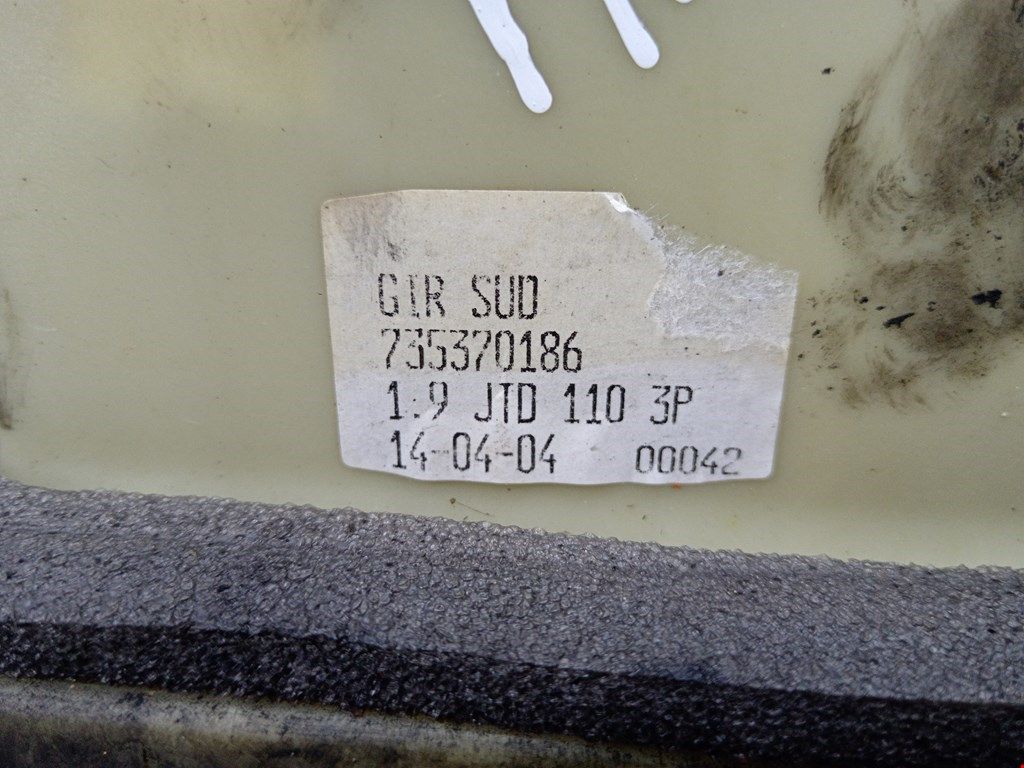 GIR SUD
735370186
1.9 JTD 110 3P
14-04-04 00042